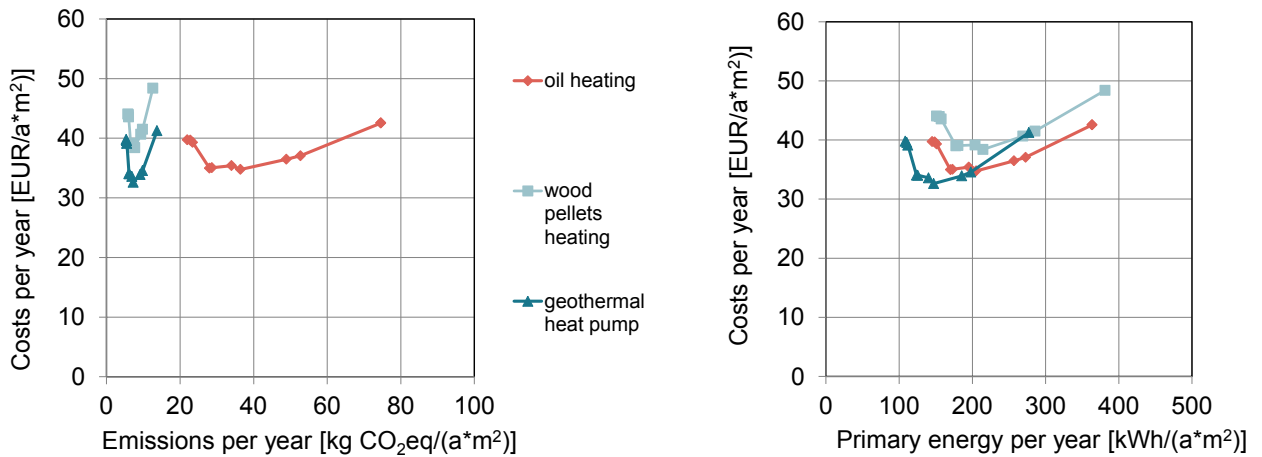 Costs per year [EUR/a*m²)]
60
50
40
30
20
10
0
0 20 40 60 80 100
Emissions per year [kg CO₂eq/(a*m²)]
oil heating
wood
pellets
heating
geothermal
heat pump
Costs per year [EUR/a*m²)]
60
50
40
30
20
10
0
0 100 200 300 400 500
Primary energy per year [kWh/(a*m²)]